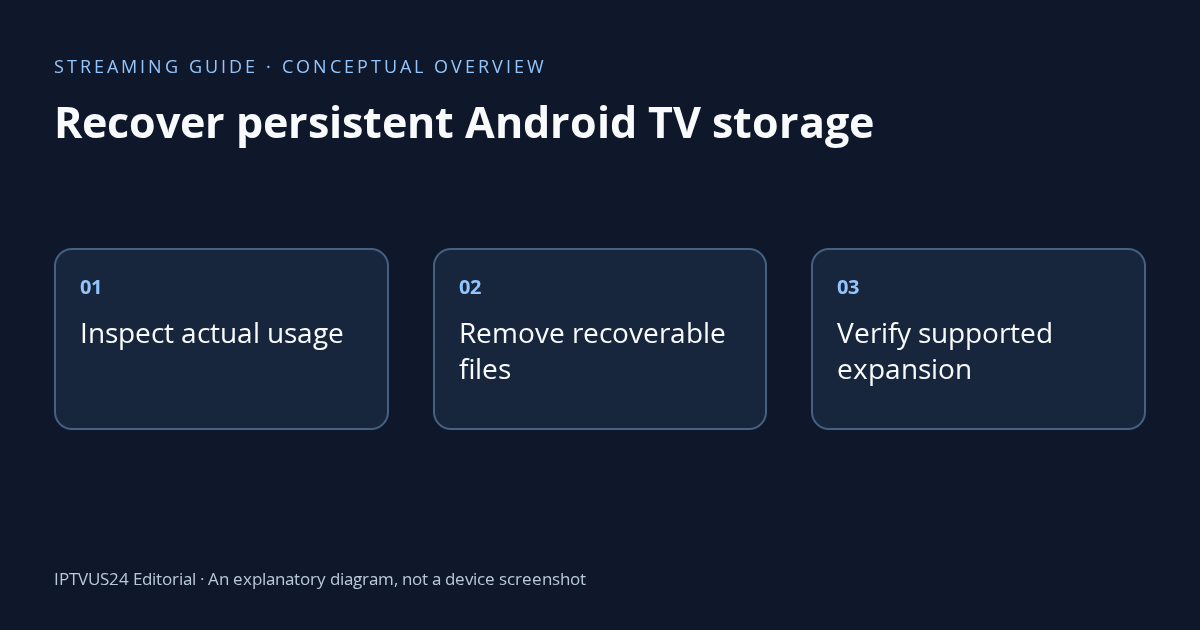 STREAMING GUIDE · CONCEPTUAL OVERVIEW
Recover persistent Android TV storage
01
Inspect actual usage
02
Remove recoverable
files
03
Verify supported
expansion
IPTVUS24 Editorial · An explanatory diagram, not a device screenshot